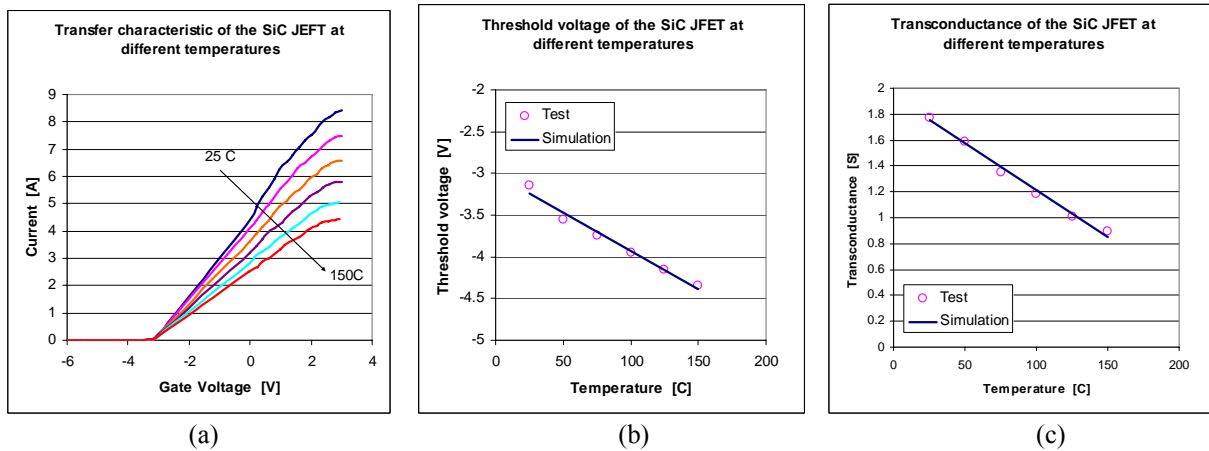 Transfer characteristic of the SiC JEFT at
different temperatures
9
8
7
6
5
4
3
2
1
0
Current [A]
25 C
150C
-6
-4
-2
0
2
4
Gate Voltage [V]
(a)
Threshold voltage of the SiC JFET at
different temperatures
-2
-2.5
-3
-3.5
-4
-4.5
-5
Threshold voltage [V]
Test
Simulation
0
50
100
150
200
Temperature [C]
(b)
Transconductance of the SiC JFET at
different temperatures
2
1.8
1.6
1.4
1.2
1
0.8
0.6
0.4
0.2
0
Transconductance [S]
Test
Simulation
0
50
100
150
200
Temperature [C]
(c)